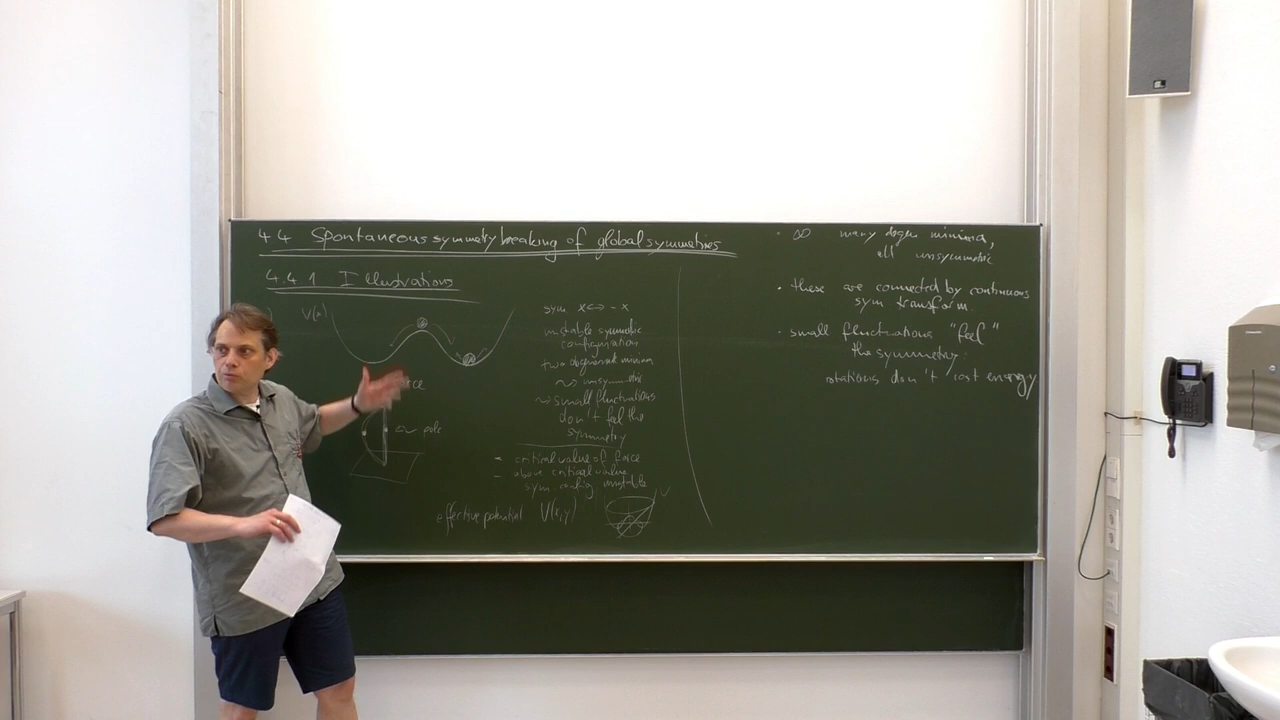 4.4 Spontaneous symmetry breaking of global symmetries
4.4.1 Illustrations
V(x)
sym x <-> -x
unstable symmetric
configuration
two degenerate minima
~> unsymmetric
~> small fluctuations
don't feel the
symmetry
pole
- critical value of force
- above critical value
sym config unstable
effective potential V(x,y)
V
· ∞ many degen minima,
all unsymmetric
· these are connected by continuous
sym transform.
· small fluctuations "feel"
the symmetry:
rotations don't cost energy